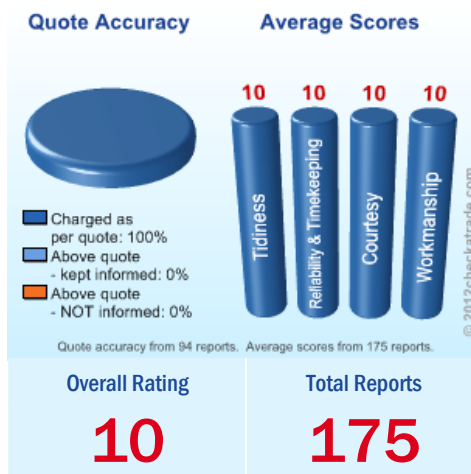 Quote Accuracy
Average Scores
10 10 10 10
Tidiness
Reliability & Timekeeping
Courtesy
Workmanship
Charged as
per quote: 100%
Above quote
- kept informed: 0%
Above quote
- NOT informed: 0%
© 2012checkatrade.com
Quote accuracy from 94 reports. Average scores from 175 reports.
Overall Rating
10
Total Reports
175